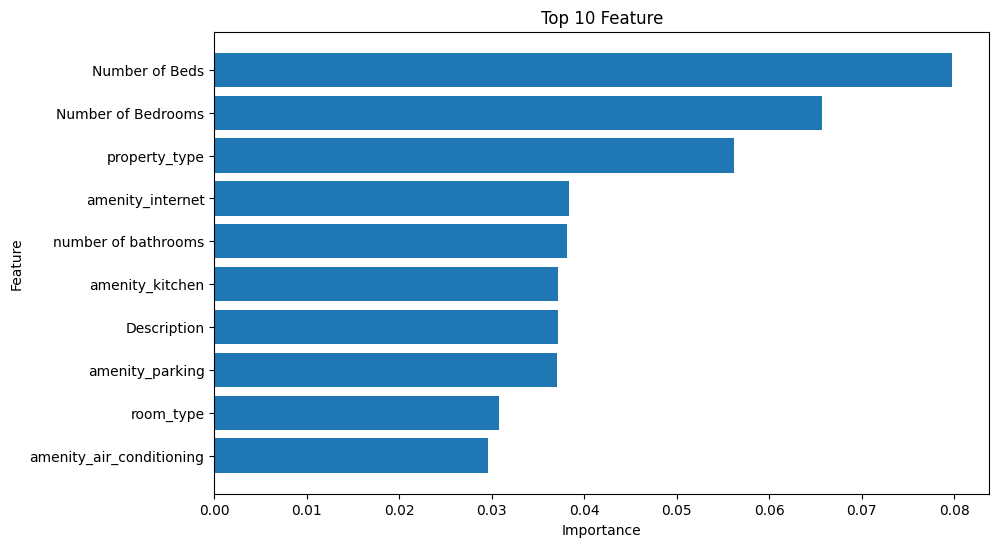 Top 10 Feature
Number of Beds
Number of Bedrooms
property_type
amenity_internet
number of bathrooms
amenity_kitchen
Description
amenity_parking
room_type
amenity_air_conditioning
Feature
0.00 0.01 0.02 0.03 0.04 0.05 0.06 0.07 0.08
Importance